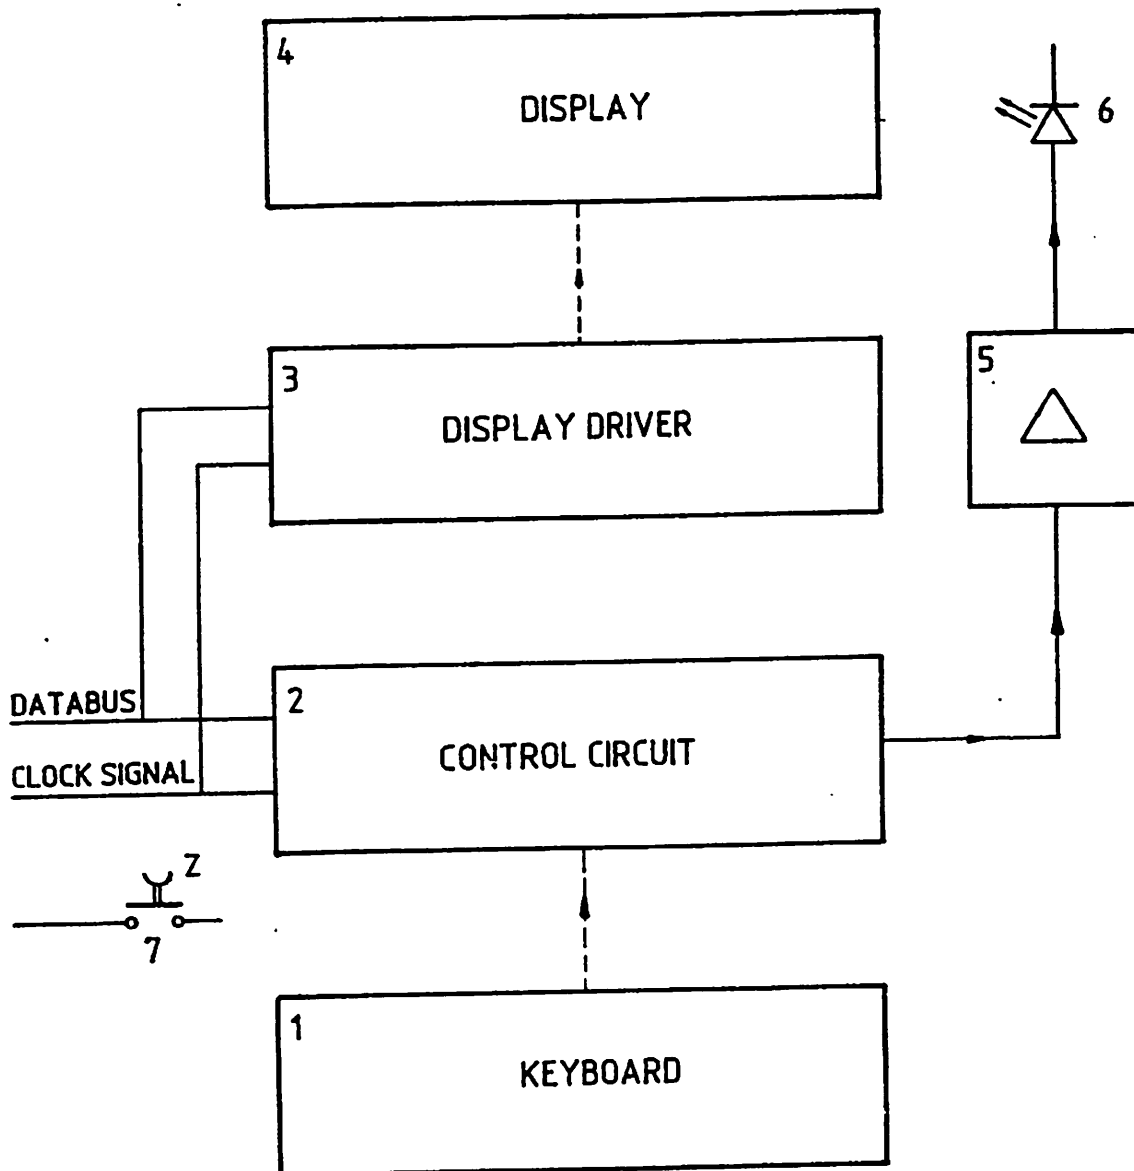 4
DISPLAY
6
3
DISPLAY DRIVER
5
DATABUS
2
CONTROL CIRCUIT
CLOCK SIGNAL
Z
7
1
KEYBOARD